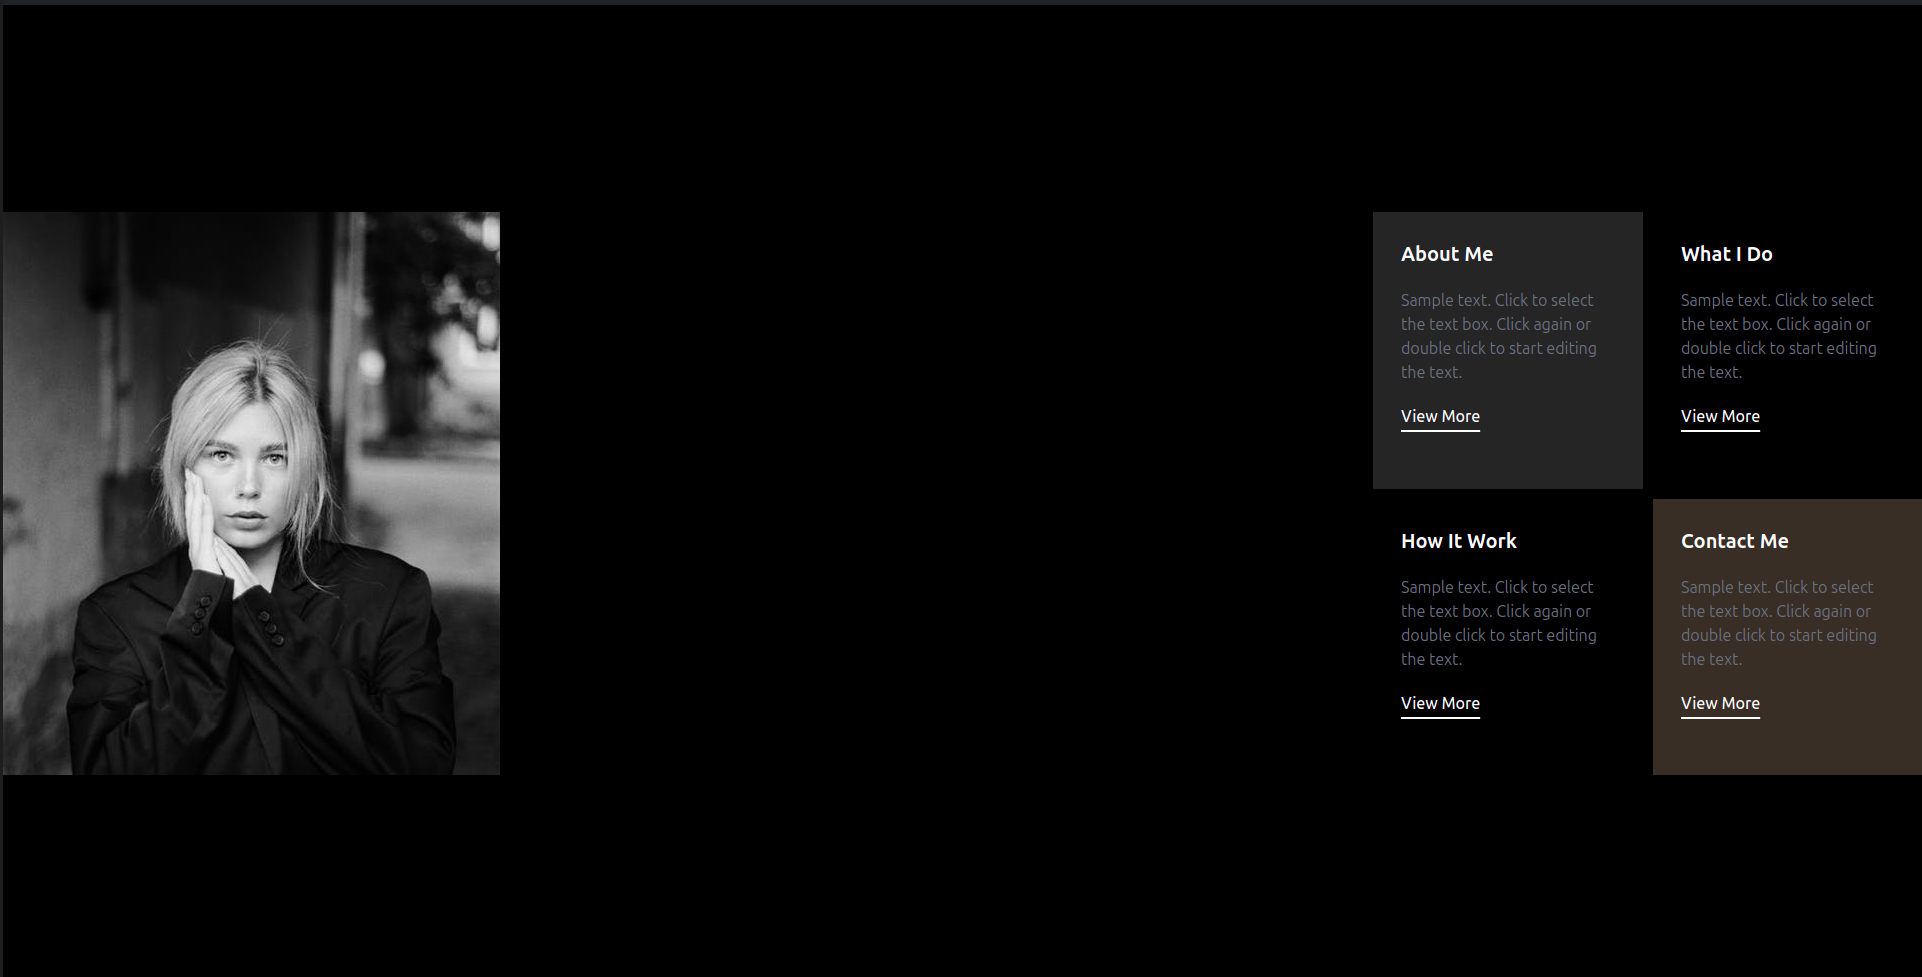 About Me
Sample text. Click to select
the text box. Click again or
double click to start editing
the text.
View More
What I Do
Sample text. Click to select
the text box. Click again or
double click to start editing
the text.
View More
How It Work
Sample text. Click to select
the text box. Click again or
double click to start editing
the text.
View More
Contact Me
Sample text. Click to select
the text box. Click again or
double click to start editing
the text.
View More